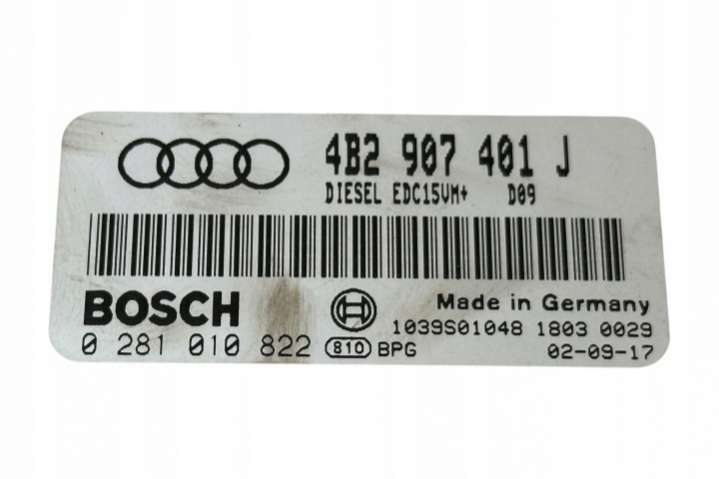 4B2 907 401 J
DIESEL EDC15VM+ D09
BOSCH Made in Germany
1039S01048 1803 0029
0 281 010 822 810 BPG 02-09-17